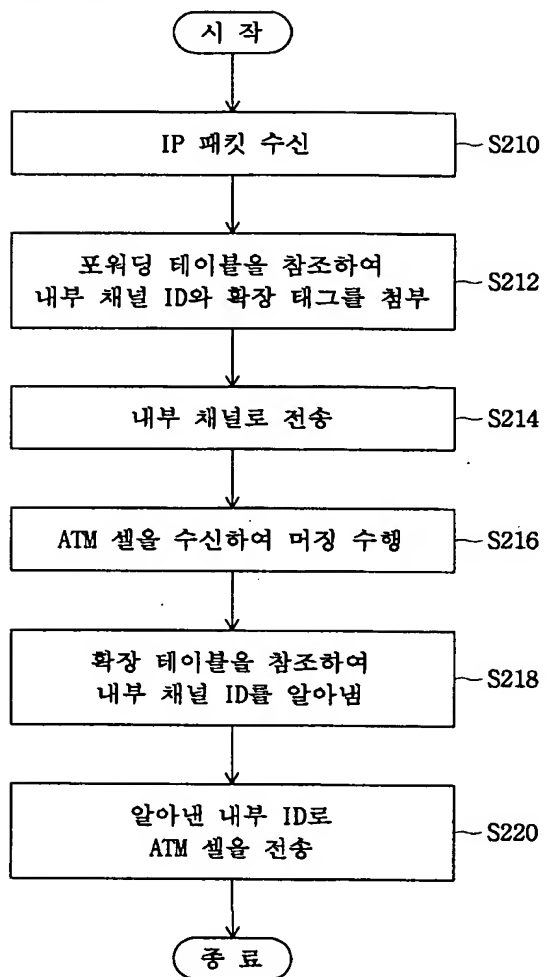 시 작
IP 패킷 수신
S210
포워딩 테이블을 참조하여
내부 채널 ID와 확장 태그를 첨부
S212
내부 채널로 전송
S214
ATM 셀을 수신하여 머징 수행
S216
확장 테이블을 참조하여
내부 채널 ID를 알아냄
S218
알아낸 내부 ID로
ATM 셀을 전송
S220
종 료